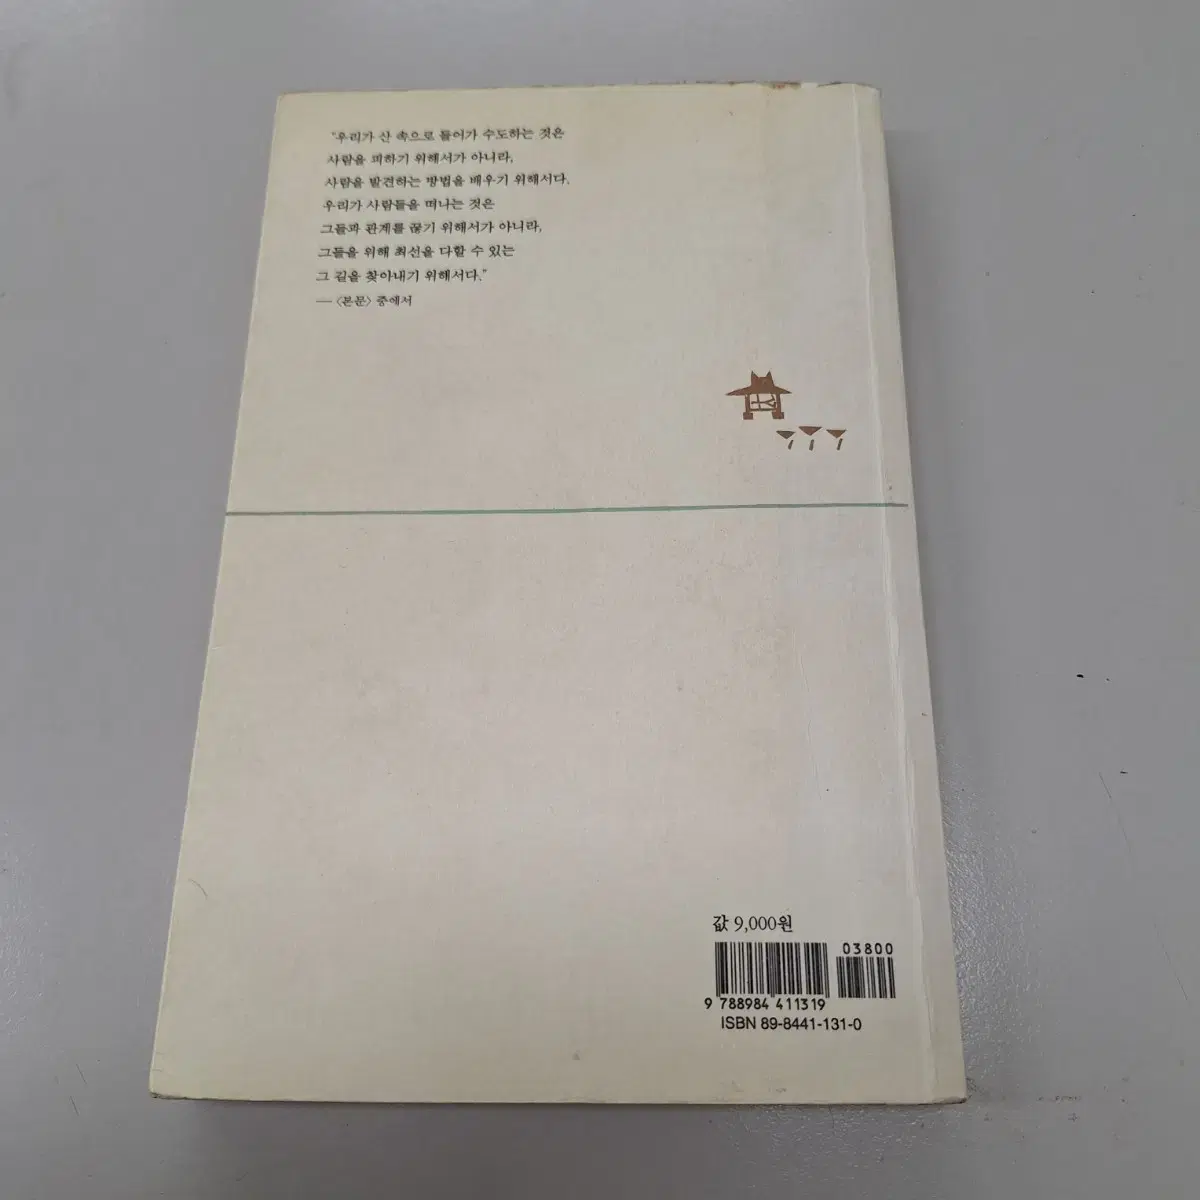 "우리가 산 속으로 들어가 수도하는 것은
사람을 피하기 위해서가 아니라,
사람을 발견하는 방법을 배우기 위해서다.
우리가 사람들을 떠나는 것은
그들과 관계를 끊기 위해서가 아니라,
그들을 위해 최선을 다할 수 있는
그 길을 찾아내기 위해서다."
— 〈본문〉 중에서
값 9,000원
03800
9 788984 411319
ISBN 89-8441-131-0